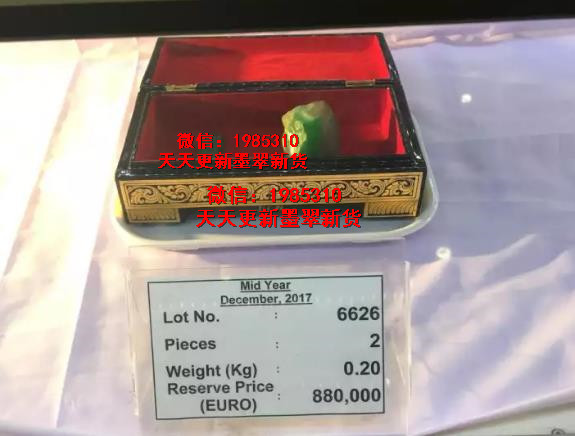 微信：1985310
天天更新墨翠新货
微信：1985310
天天更新墨翠新货
Mid Year
December, 2017
Lot No. : 6626
Pieces : 2
Weight (Kg) : 0.20
Reserve Price (EURO) : 880,000